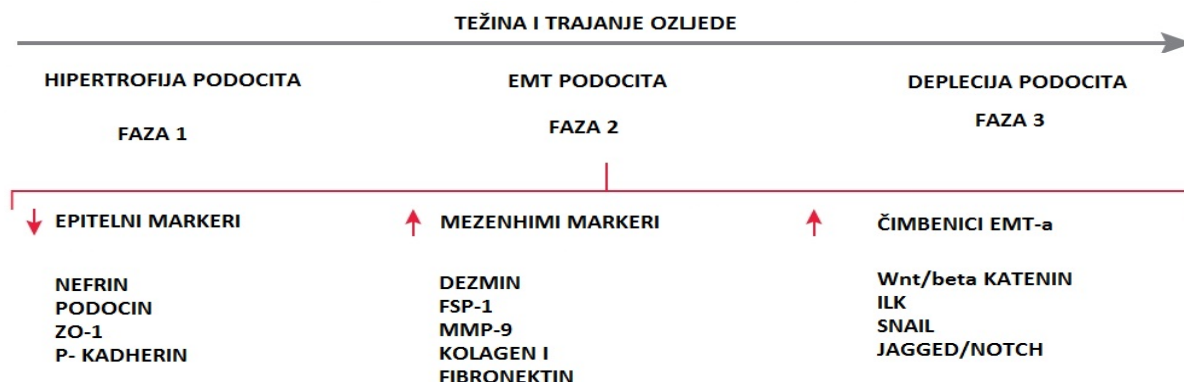 TEŽINA I TRAJANJE OZLJEDE
HIPERTROFIJA PODOCITA
FAZA 1
EMT PODOCITA
FAZA 2
DEPLECIJA PODOCITA
FAZA 3
EPITELNI MARKERI
NEFRIN
PODOCIN
ZO-1
P- KADHERIN
MEZENHIMI MARKERI
DEZMIN
FSP-1
MMP-9
KOLAGEN I
FIBRONEKTIN
ČIMBENICI EMT-a
Wnt/beta KATENIN
ILK
SNAIL
JAGGED/NOTCH